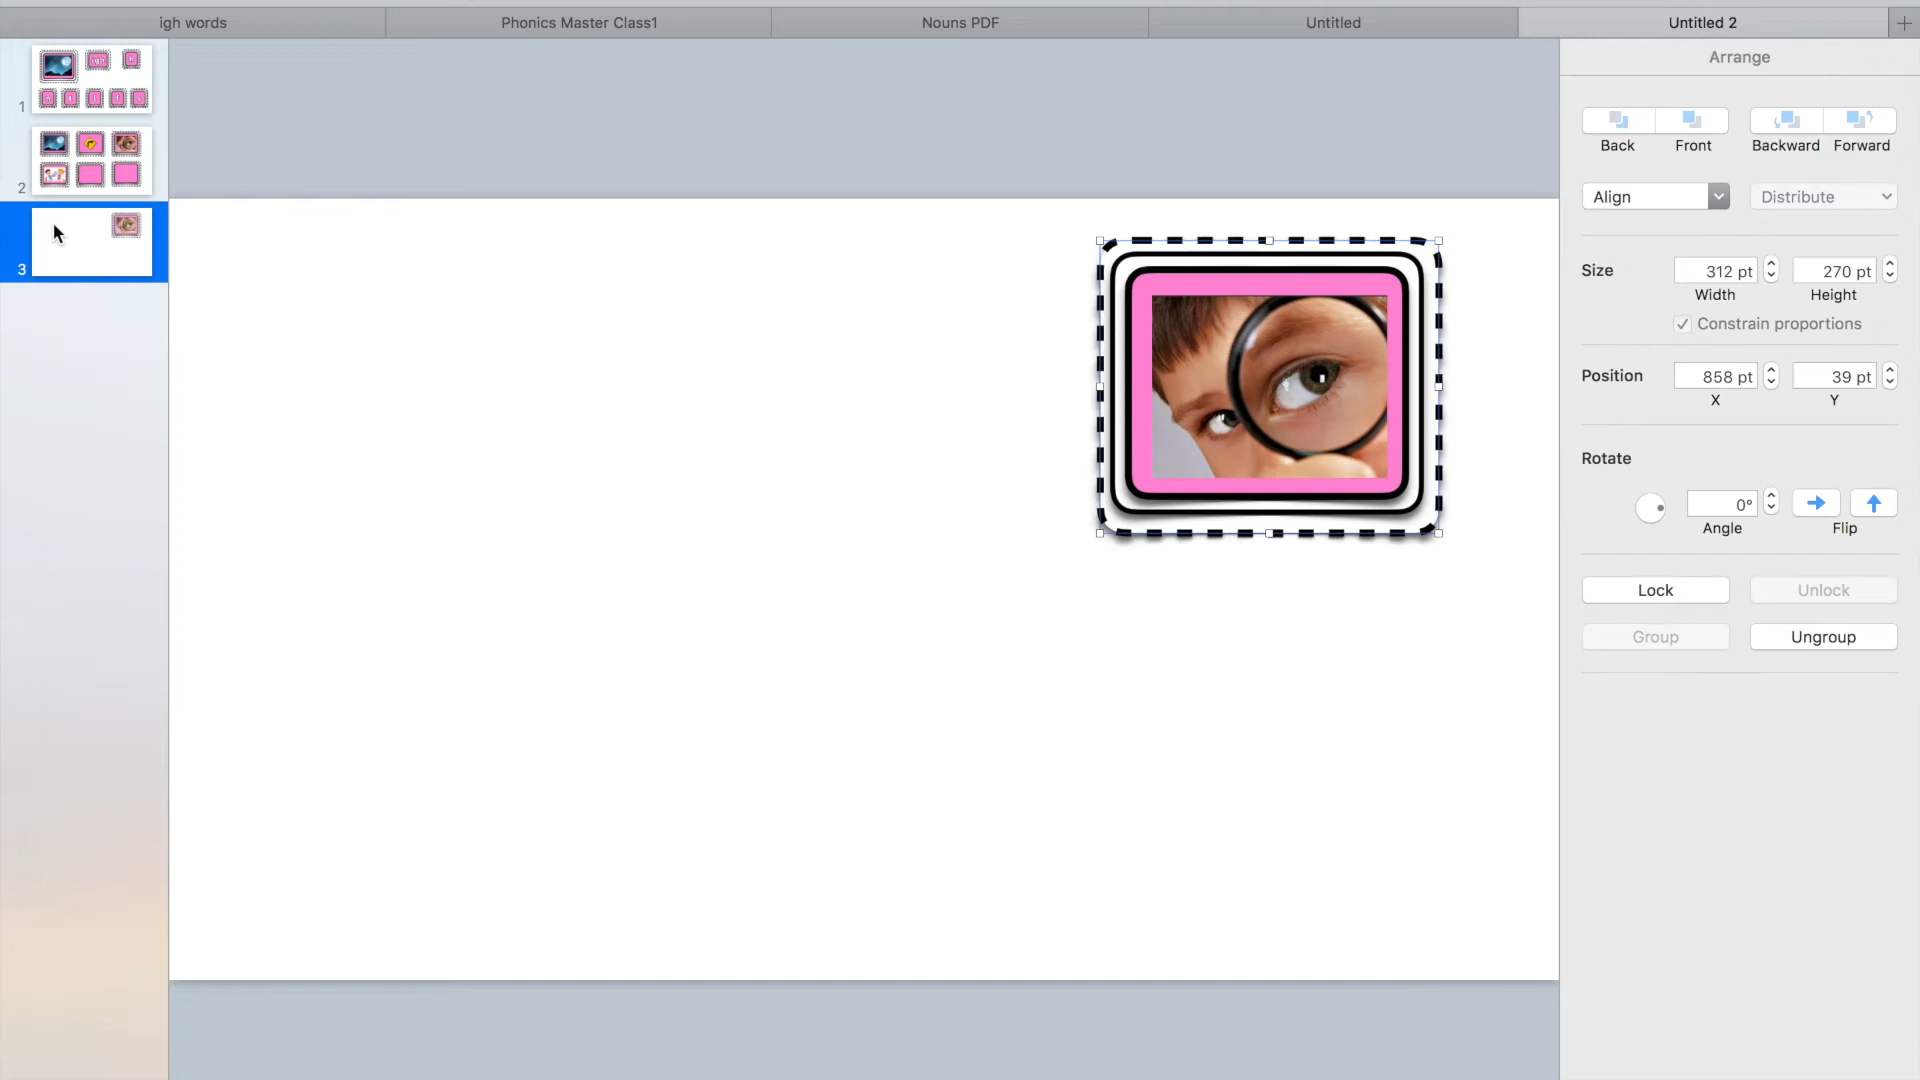 igh words
Phonics Master Class1
Nouns PDF
Untitled
Untitled 2
+
igh
1
2
3
Arrange
Back
Front
Backward
Forward
Align
Distribute
Size
312 pt
270 pt
Width
Height
Constrain proportions
Position
858 pt
39 pt
X
Y
Rotate
0°
Angle
Flip
Lock
Unlock
Group
Ungroup